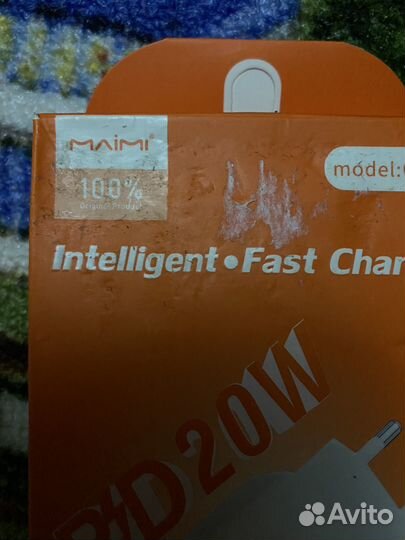 MAIMI
100%
Original Product
model:
Intelligent • Fast Char
PD 20W
Avito